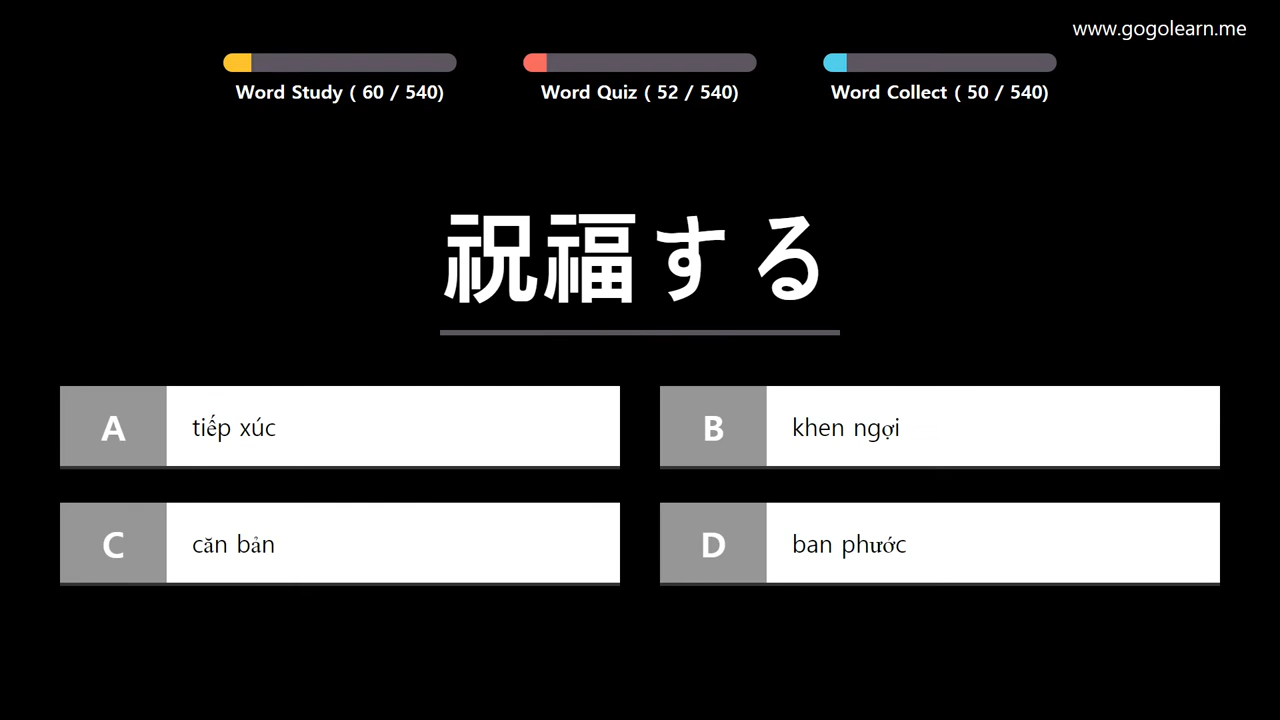 www.gogolearn.me
Word Study ( 60 / 540)
Word Quiz ( 52 / 540)
Word Collect ( 50 / 540)
祝福する
A tiếp xúc
B khen ngợi
C căn bản
D ban phước